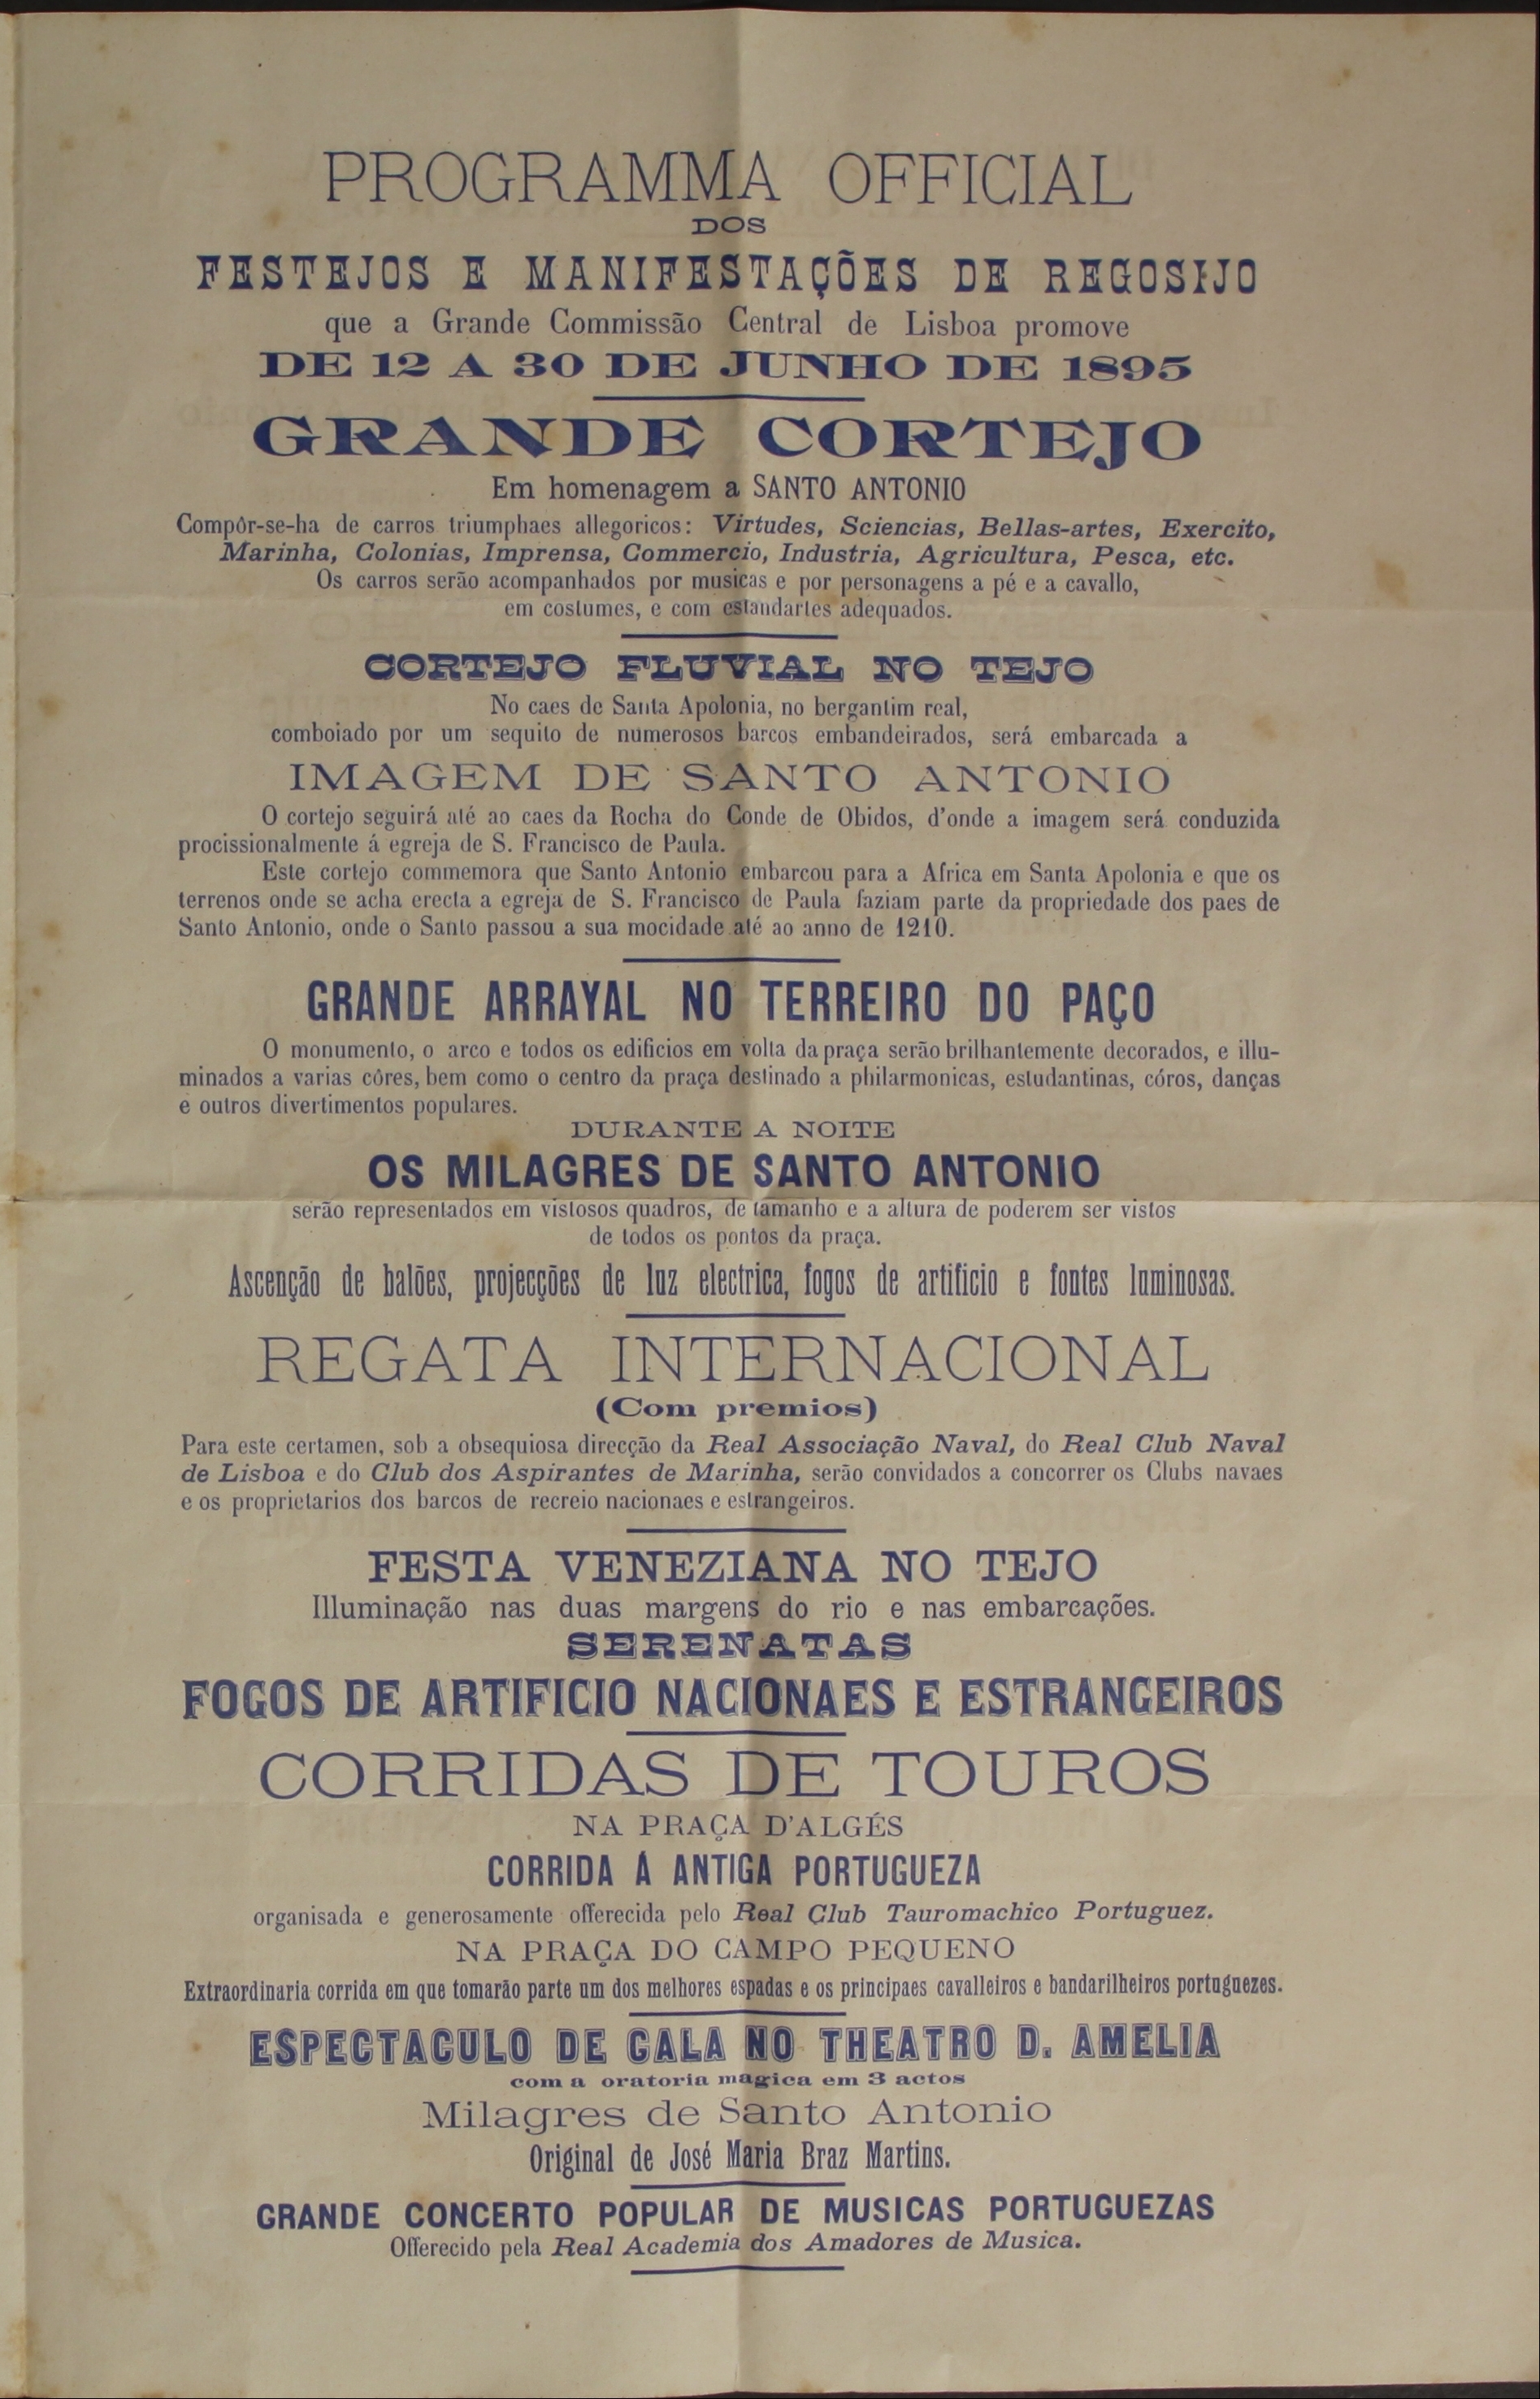 PROGRAMMA OFFICIAL
DOS
FESTEJOS E MANIFESTAÇÕES DE REGOSIJO
que a Grande Commissão Central de Lisboa promove
DE 12 A 30 DE JUNHO DE 1895
GRANDE CORTEJO
Em homenagem a SANTO ANTONIO
Compôr-se-ha de carros triumphaes allegoricos: Virtudes, Sciencias, Bellas-artes, Exercito,
Marinha, Colonias, Imprensa, Commercio, Industria, Agricultura, Pesca, etc.
Os carros serão acompanhados por musicas e por personagens a pé e a cavallo,
em costumes, e com estandartes adequados.
CORTEJO FLUVIAL NO TEJO
No caes de Santa Apolonia, no bergantim real,
comboiado por um sequito de numerosos barcos embandeirados, será embarcada a
IMAGEM DE SANTO ANTONIO
O cortejo seguirá até ao caes da Rocha do Conde de Obidos, d'onde a imagem será conduzida
procissionalmente á egreja de S. Francisco de Paula.
Este cortejo commemora que Santo Antonio embarcou para a Africa em Santa Apolonia e que os
terrenos onde se acha erecta a egreja de S. Francisco de Paula faziam parte da propriedade dos paes de
Santo Antonio, onde o Santo passou a sua mocidade até ao anno de 1210.
GRANDE ARRAYAL NO TERREIRO DO PAÇO
O monumento, o arco e todos os edificios em volta da praça serão brilhantemente decorados, e illu-
minados a varias côres, bem como o centro da praça destinado a philarmonicas, estudantinas, córos, danças
e outros divertimentos populares.
DURANTE A NOITE
OS MILAGRES DE SANTO ANTONIO
serão representados em vistosos quadros, de tamanho e a altura de poderem ser vistos
de todos os pontos da praça.
Ascenção de balões, projecções de luz electrica, fogos de artificio e fontes luminosas.
REGATA INTERNACIONAL
(Com premios)
Para este certamen, sob a obsequiosa direcção da Real Associação Naval, do Real Club Naval
de Lisboa e do Club dos Aspirantes de Marinha, serão convidados a concorrer os Clubs navaes
e os proprietarios dos barcos de recreio nacionaes e estrangeiros.
FESTA VENEZIANA NO TEJO
Illuminação nas duas margens do rio e nas embarcações.
SERENATAS
FOGOS DE ARTIFICIO NACIONAES E ESTRANGEIROS
CORRIDAS DE TOUROS
NA PRAÇA D'ALGÉS
CORRIDA Á ANTIGA PORTUGUEZA
organisada e generosamente offerecida pelo Real Club Tauromachico Portuguez.
NA PRAÇA DO CAMPO PEQUENO
Extraordinaria corrida em que tomarão parte um dos melhores espadas e os principaes cavalleiros e bandarilheiros portuguezes.
ESPECTACULO DE GALA NO THEATRO D. AMELIA
com a oratoria magica em 3 actos
Milagres de Santo Antonio
Original de José Maria Braz Martins.
GRANDE CONCERTO POPULAR DE MUSICAS PORTUGUEZAS
Offerecido pela Real Academia dos Amadores de Musica.